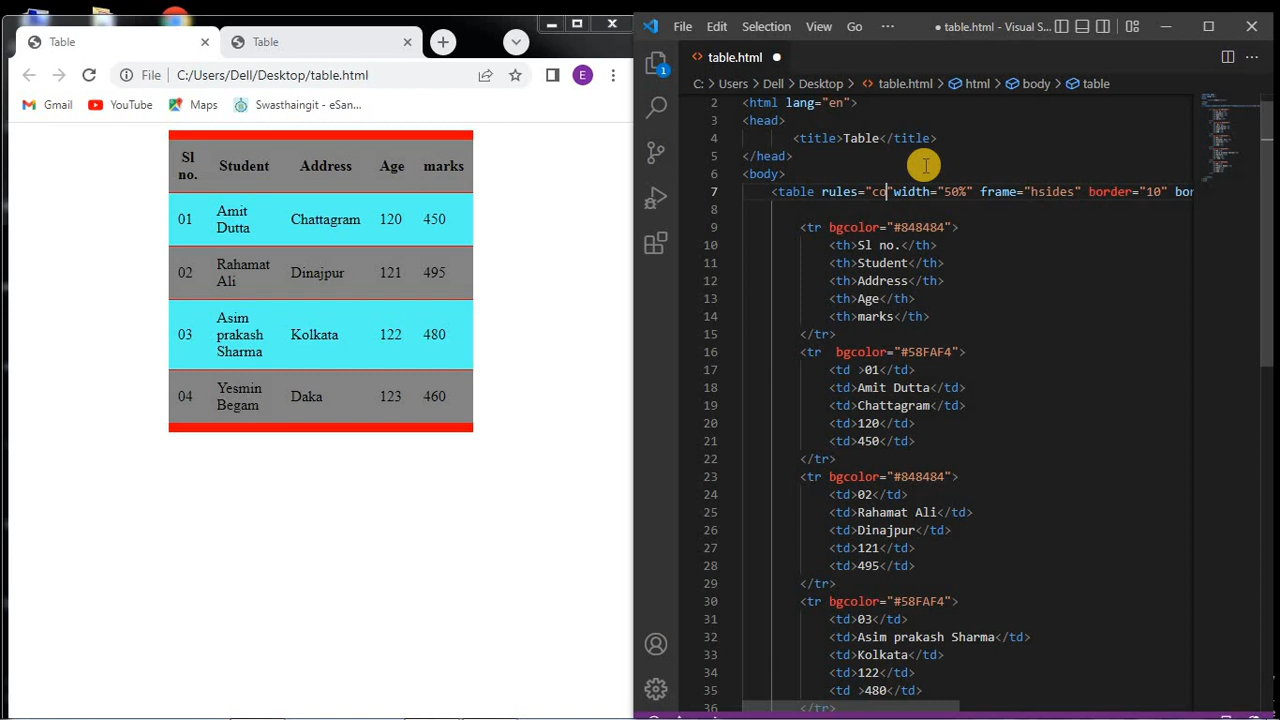 Table
Table
File C:/Users/Dell/Desktop/table.html
E
Gmail YouTube Maps Swasthaingit - eSan...
Sl no. Student Address Age marks
01 Amit Dutta Chattagram 120 450
02 Rahamat Ali Dinajpur 121 495
03 Asim prakash Sharma Kolkata 122 480
04 Yesmin Begam Daka 123 460
File Edit Selection View Go ··· ● table.html - Visual S...
1
table.html ●
C: > Users > Dell > Desktop > table.html > html > body > table
2 <html lang="en">
3 <head>
4 <title>Table</title>
5 </head>
6 <body>
7 <table rules="co"width="50%" frame="hsides" border="10" bor
8
9 <tr bgcolor="#848484">
10 <th>Sl no.</th>
11 <th>Student</th>
12 <th>Address</th>
13 <th>Age</th>
14 <th>marks</th>
15 </tr>
16 <tr  bgcolor="#58FAF4">
17 <td >01</td>
18 <td>Amit Dutta</td>
19 <td>Chattagram</td>
20 <td>120</td>
21 <td>450</td>
22 </tr>
23 <tr bgcolor="#848484">
24 <td>02</td>
25 <td>Rahamat Ali</td>
26 <td>Dinajpur</td>
27 <td>121</td>
28 <td>495</td>
29 </tr>
30 <tr bgcolor="#58FAF4">
31 <td>03</td>
32 <td>Asim prakash Sharma</td>
33 <td>Kolkata</td>
34 <td>122</td>
35 <td >480</td>
36 </tr>